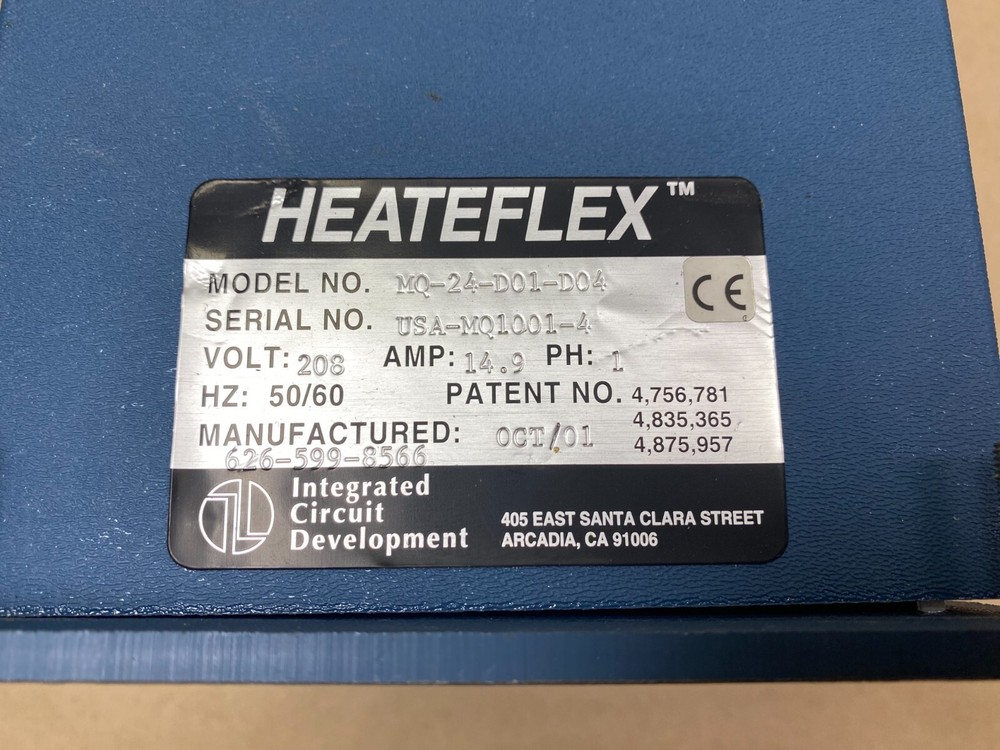 HEATEFLEX™
MODEL NO. MQ-24-D01-D04
CE
SERIAL NO. USA-MQ1001-4
VOLT: 208 AMP: 14.9 PH: 1
HZ: 50/60 PATENT NO. 4,756,781
4,835,365
MANUFACTURED: OCT/01 4,875,957
626-599-8566
Integrated
Circuit
Development
405 EAST SANTA CLARA STREET
ARCADIA, CA 91006